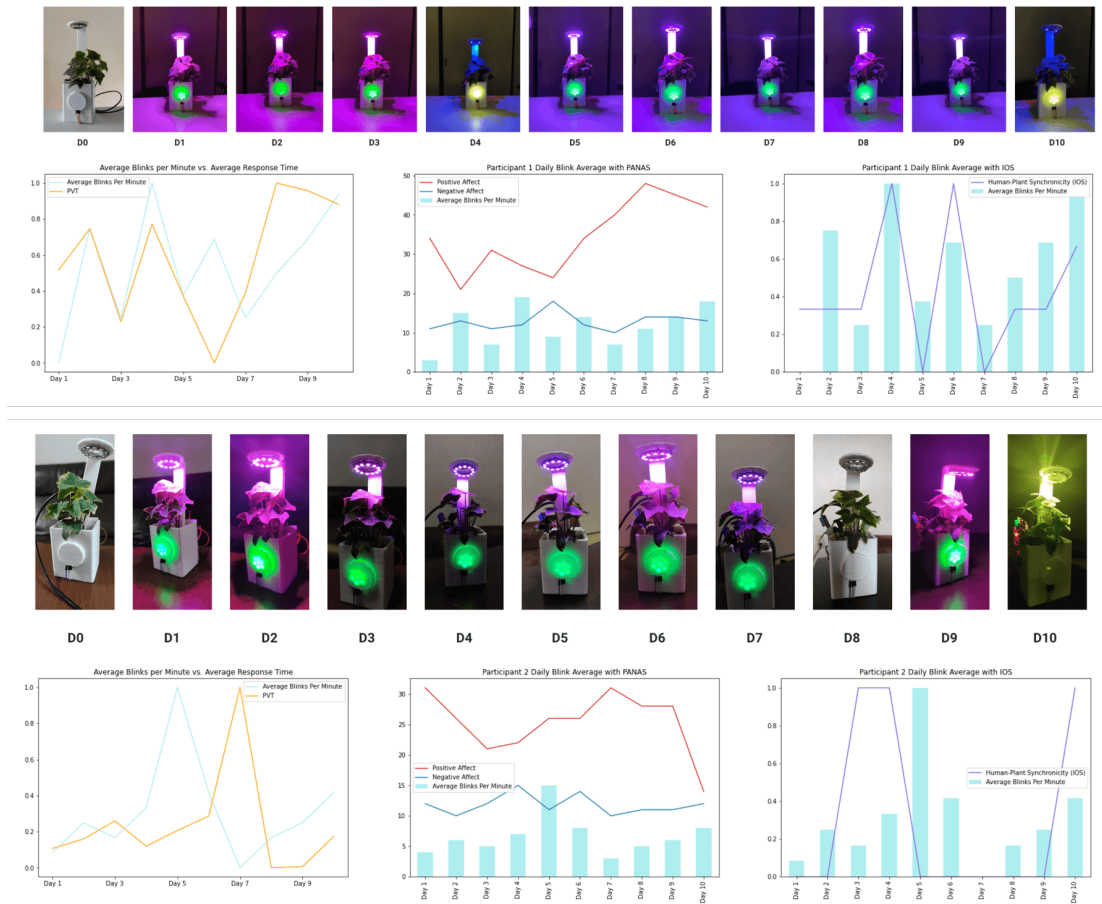 D0 D1 D2 D3 D4 D5 D6 D7 D8 D9 D10
Average Blinks per Minute vs. Average Response Time
Average Blinks Per Minute
PVT
1.0
0.8
0.6
0.4
0.2
0.0
Day 1 Day 3 Day 5 Day 7 Day 9
Participant 1 Daily Blink Average with PANAS
Positive Affect
Negative Affect
Average Blinks Per Minute
50
40
30
20
10
0
Day 1 Day 2 Day 3 Day 4 Day 5 Day 6 Day 7 Day 8 Day 9 Day 10
Participant 1 Daily Blink Average with IOS
Human-Plant Synchronicity (IOS)
Average Blinks Per Minute
1.0
0.8
0.6
0.4
0.2
0.0
Day 1 Day 2 Day 3 Day 4 Day 5 Day 6 Day 7 Day 8 Day 9 Day 10
D0 D1 D2 D3 D4 D5 D6 D7 D8 D9 D10
Average Blinks per Minute vs. Average Response Time
Average Blinks Per Minute
PVT
1.0
0.8
0.6
0.4
0.2
0.0
Day 1 Day 3 Day 5 Day 7 Day 9
Participant 2 Daily Blink Average with PANAS
Positive Affect
Negative Affect
Average Blinks Per Minute
30
25
20
15
10
5
0
Day 1 Day 2 Day 3 Day 4 Day 5 Day 6 Day 7 Day 8 Day 9 Day 10
Participant 2 Daily Blink Average with IOS
Human-Plant Synchronicity (IOS)
Average Blinks Per Minute
1.0
0.8
0.6
0.4
0.2
0.0
Day 1 Day 2 Day 3 Day 4 Day 5 Day 6 Day 7 Day 8 Day 9 Day 10